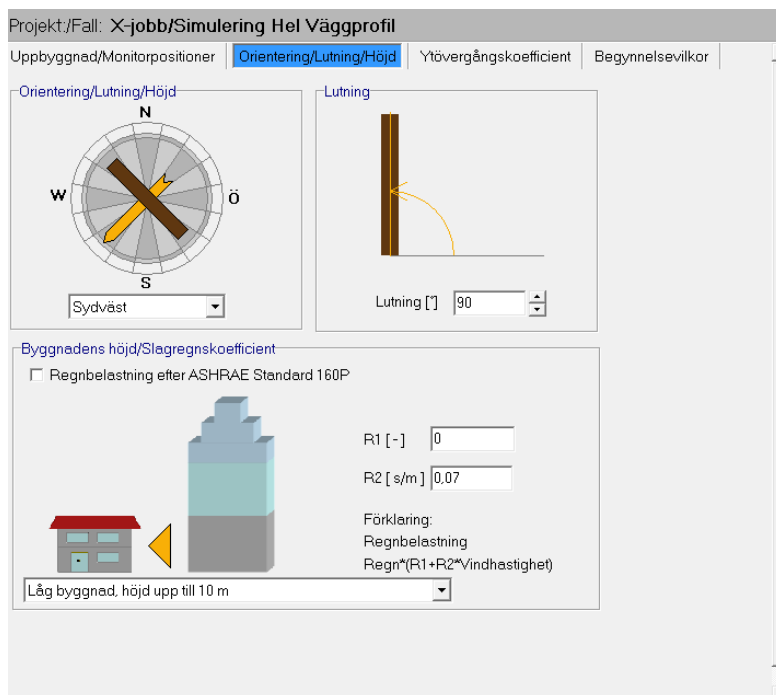 Projekt:/Fall: X-jobb/Simulering Hel Väggprofil
Uppbyggnad/Monitorpositioner Orientering/Lutning/Höjd Ytövergångskoefficient Begynnelsevilkor
Orientering/Lutning/Höjd
N
W Ö
S
Sydväst
Lutning
Lutning [°] 90
Byggnadens höjd/Slagregnskoefficient
Regnbelastning efter ASHRAE Standard 160P
R1 [ - ] 0
R2 [ s/m ] 0,07
Förklaring:
Regnbelastning
Regn*(R1+R2*Vindhastighet)
Låg byggnad, höjd upp till 10 m